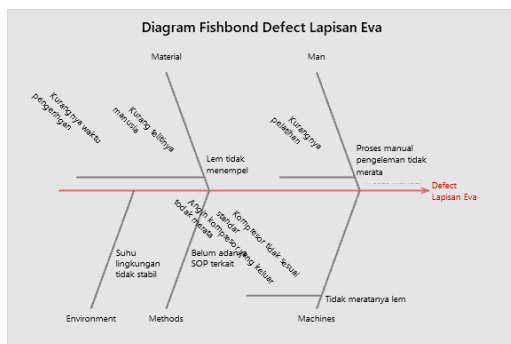 Diagram Fishbond Defect Lapisan Eva
Material
Man
Kurangnya waktu
pengeringan
Kurang telitinya
manusia
Kurangnya
pelatihan
Lem tidak
menempel
Proses manual
pengeleman tidak
merata
Defect
Lapisan Eva
Kompresor tidak sesuai
standar
Angin kompresor yang keluar
todak merata
Suhu
lingkungan
tidak stabil
Belum adanya
SOP terkait
Tidak meratanya lem
Environment
Methods
Machines